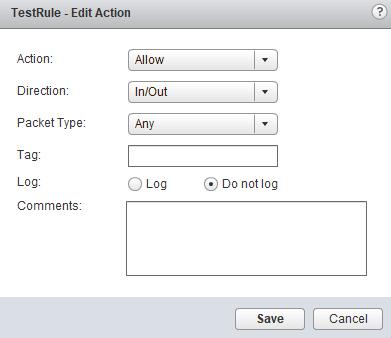 TestRule - Edit Action
?
Action: Allow
Direction: In/Out
Packet Type: Any
Tag:
Log: Log Do not log
Comments:
Save Cancel